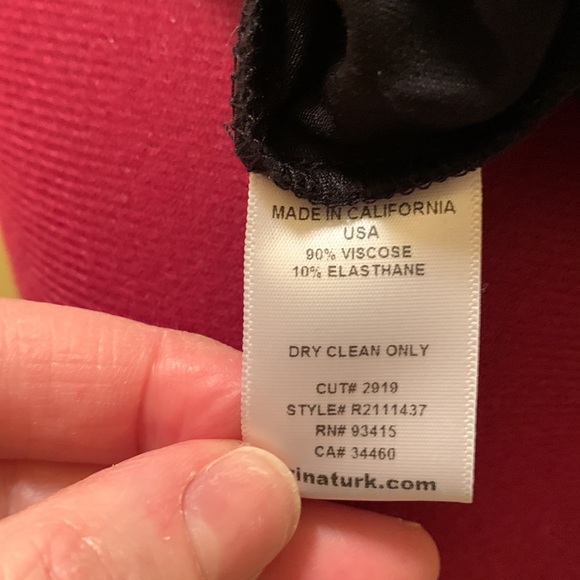 MADE IN CALIFORNIA
USA
90% VISCOSE
10% ELASTHANE
DRY CLEAN ONLY
CUT# 2919
STYLE# R2111437
RN# 93415
CA# 34460
inaturk.com